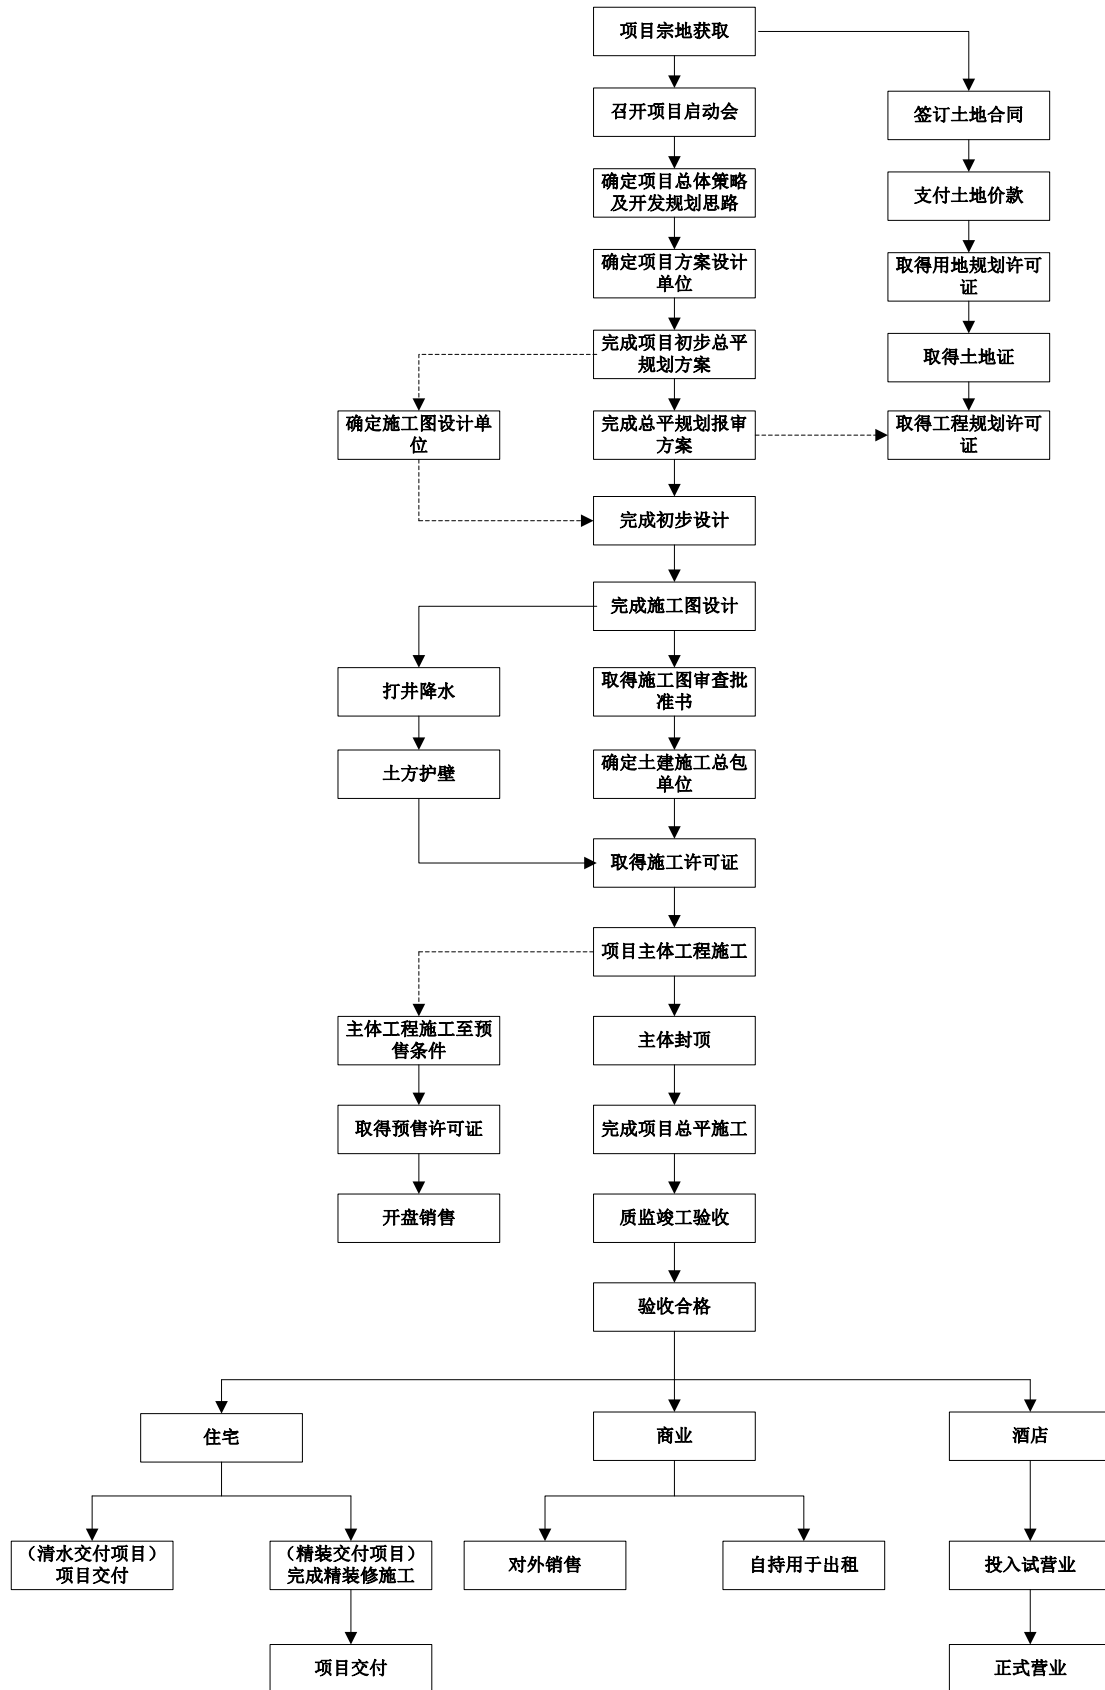 项目宗地获取
召开项目启动会
签订土地合同
确定项目总体策略
及开发规划思路
支付土地价款
确定项目方案设计
单位
取得用地规划许可
证
完成项目初步总平
规划方案
取得土地证
确定施工图设计单
位
完成总平规划报审
方案
取得工程规划许可
证
完成初步设计
完成施工图设计
打井降水
取得施工图审查批
准书
土方护壁
确定土建施工总包
单位
取得施工许可证
项目主体工程施工
主体工程施工至预
售条件
主体封顶
取得预售许可证
完成项目总平施工
开盘销售
质监竣工验收
验收合格
住宅
商业
酒店
（清水交付项目）
项目交付
（精装交付项目）
完成精装修施工
对外销售
自持用于出租
投入试营业
项目交付
正式营业